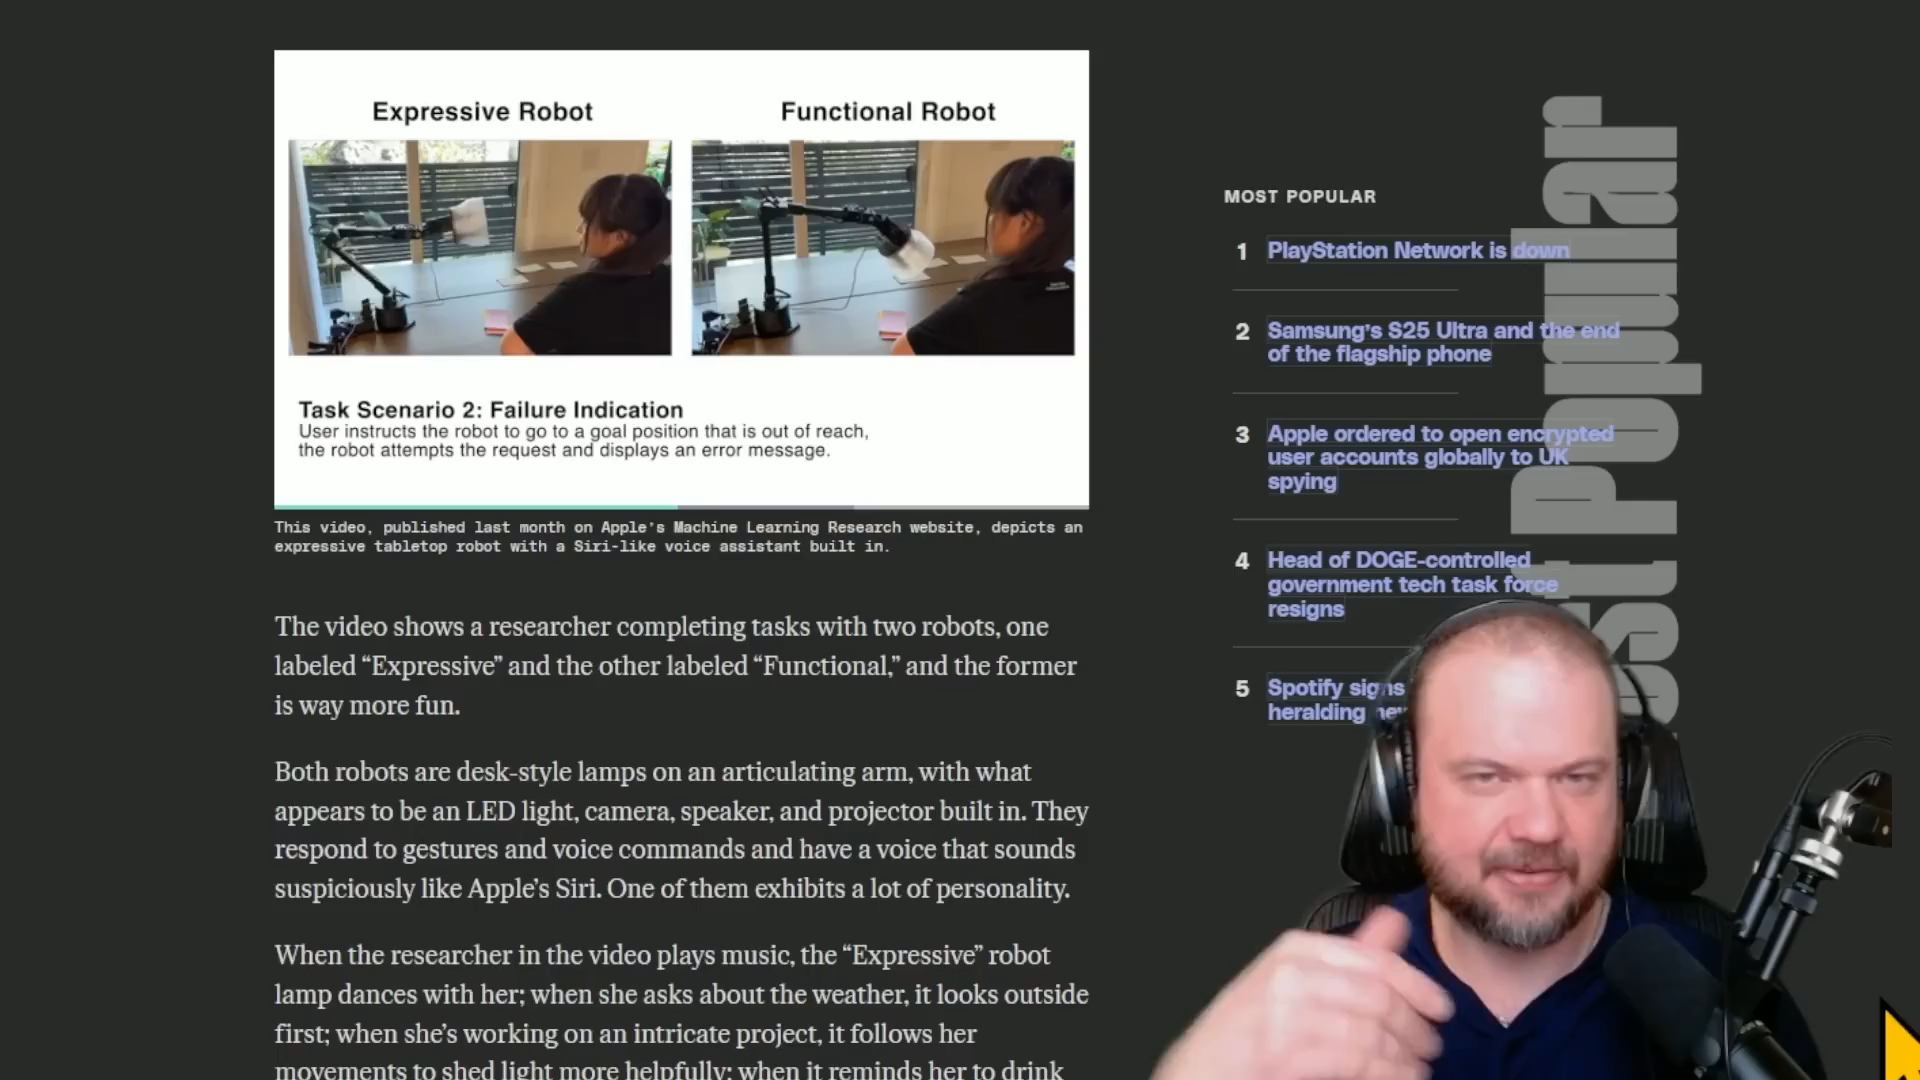 Expressive Robot
Functional Robot
Task Scenario 2: Failure Indication
User instructs the robot to go to a goal position that is out of reach,
the robot attempts the request and displays an error message.
This video, published last month on Apple's Machine Learning Research website, depicts an
expressive tabletop robot with a Siri-like voice assistant built in.
The video shows a researcher completing tasks with two robots, one
labeled “Expressive” and the other labeled “Functional,” and the former
is way more fun.
Both robots are desk-style lamps on an articulating arm, with what
appears to be an LED light, camera, speaker, and projector built in. They
respond to gestures and voice commands and have a voice that sounds
suspiciously like Apple’s Siri. One of them exhibits a lot of personality.
When the researcher in the video plays music, the “Expressive” robot
lamp dances with her; when she asks about the weather, it looks outside
first; when she’s working on an intricate project, it follows her
movements to shed light more helpfully; when it reminds her to drink
MOST POPULAR
1 PlayStation Network is down
2 Samsung’s S25 Ultra and the end
of the flagship phone
3 Apple ordered to open encrypted
user accounts globally to UK
spying
4 Head of DOGE-controlled
government tech task force
resigns
5 Spotify signs
heralding
Popular